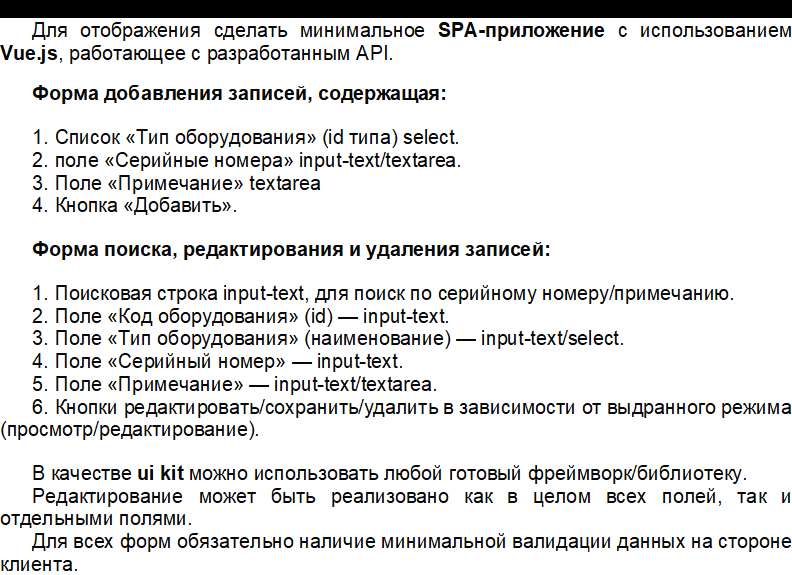 Для отображения сделать минимальное SPA-приложение с использованием
Vue.js, работающее с разработанным API.
Форма добавления записей, содержащая:
1. Список «Тип оборудования» (id типа) select.
2. поле «Серийные номера» input-text/textarea.
3. Поле «Примечание» textarea
4. Кнопка «Добавить».
Форма поиска, редактирования и удаления записей:
1. Поисковая строка input-text, для поиск по серийному номеру/примечанию.
2. Поле «Код оборудования» (id) — input-text.
3. Поле «Тип оборудования» (наименование) — input-text/select.
4. Поле «Серийный номер» — input-text.
5. Поле «Примечание» — input-text/textarea.
6. Кнопки редактировать/сохранить/удалить в зависимости от выдранного режима
(просмотр/редактирование).
В качестве ui kit можно использовать любой готовый фреймворк/библиотеку.
Редактирование может быть реализовано как в целом всех полей, так и
отдельными полями.
Для всех форм обязательно наличие минимальной валидации данных на стороне
клиента.